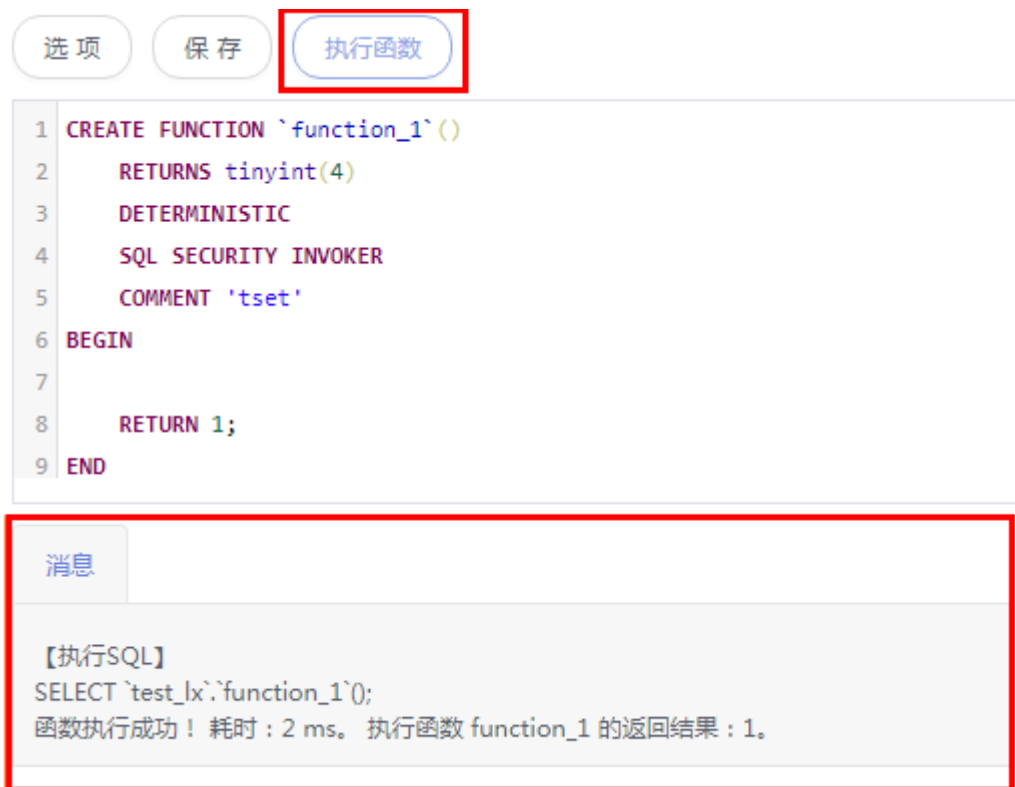 选 项 保 存 执行函数
1 CREATE FUNCTION `function_1`()
2 RETURNS tinyint(4)
3 DETERMINISTIC
4 SQL SECURITY INVOKER
5 COMMENT 'tset'
6 BEGIN
7
8 RETURN 1;
9 END
消息
【执行SQL】
SELECT `test_lx`.`function_1`();
函数执行成功！ 耗时：2 ms。 执行函数 function_1 的返回结果：1。